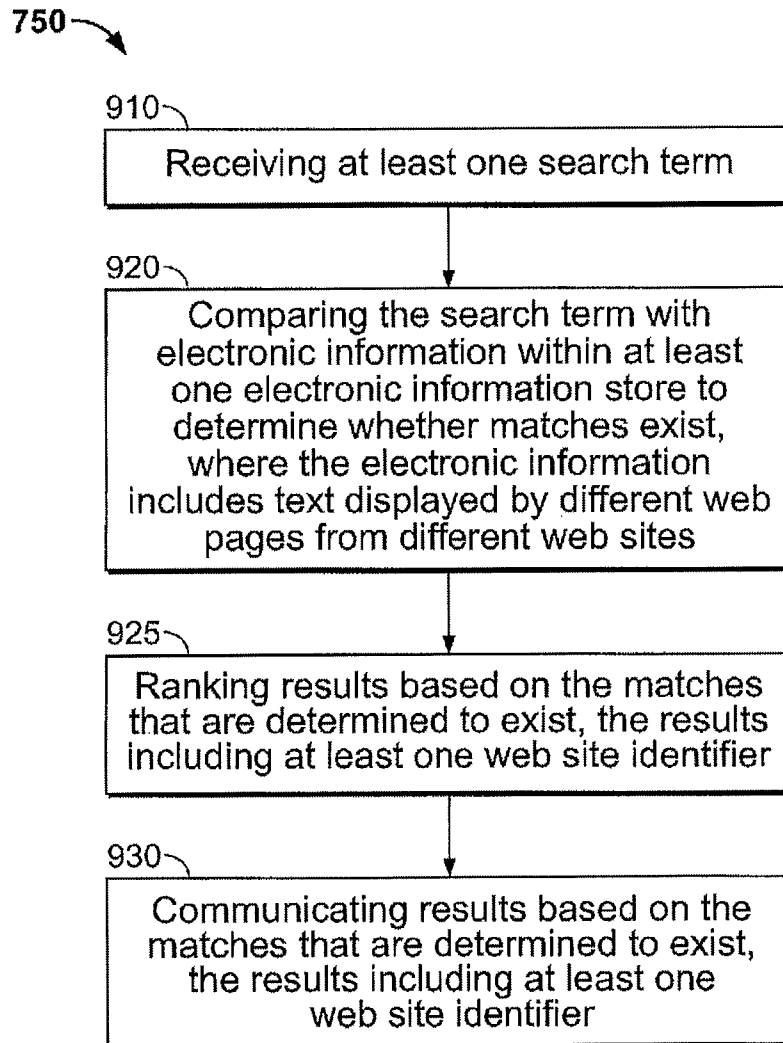 750
910
Receiving at least one search term
920
Comparing the search term with
electronic information within at least
one electronic information store to
determine whether matches exist,
where the electronic information
includes text displayed by different web
pages from different web sites
925
Ranking results based on the matches
that are determined to exist, the results
including at least one web site identifier
930
Communicating results based on the
matches that are determined to exist,
the results including at least one
web site identifier